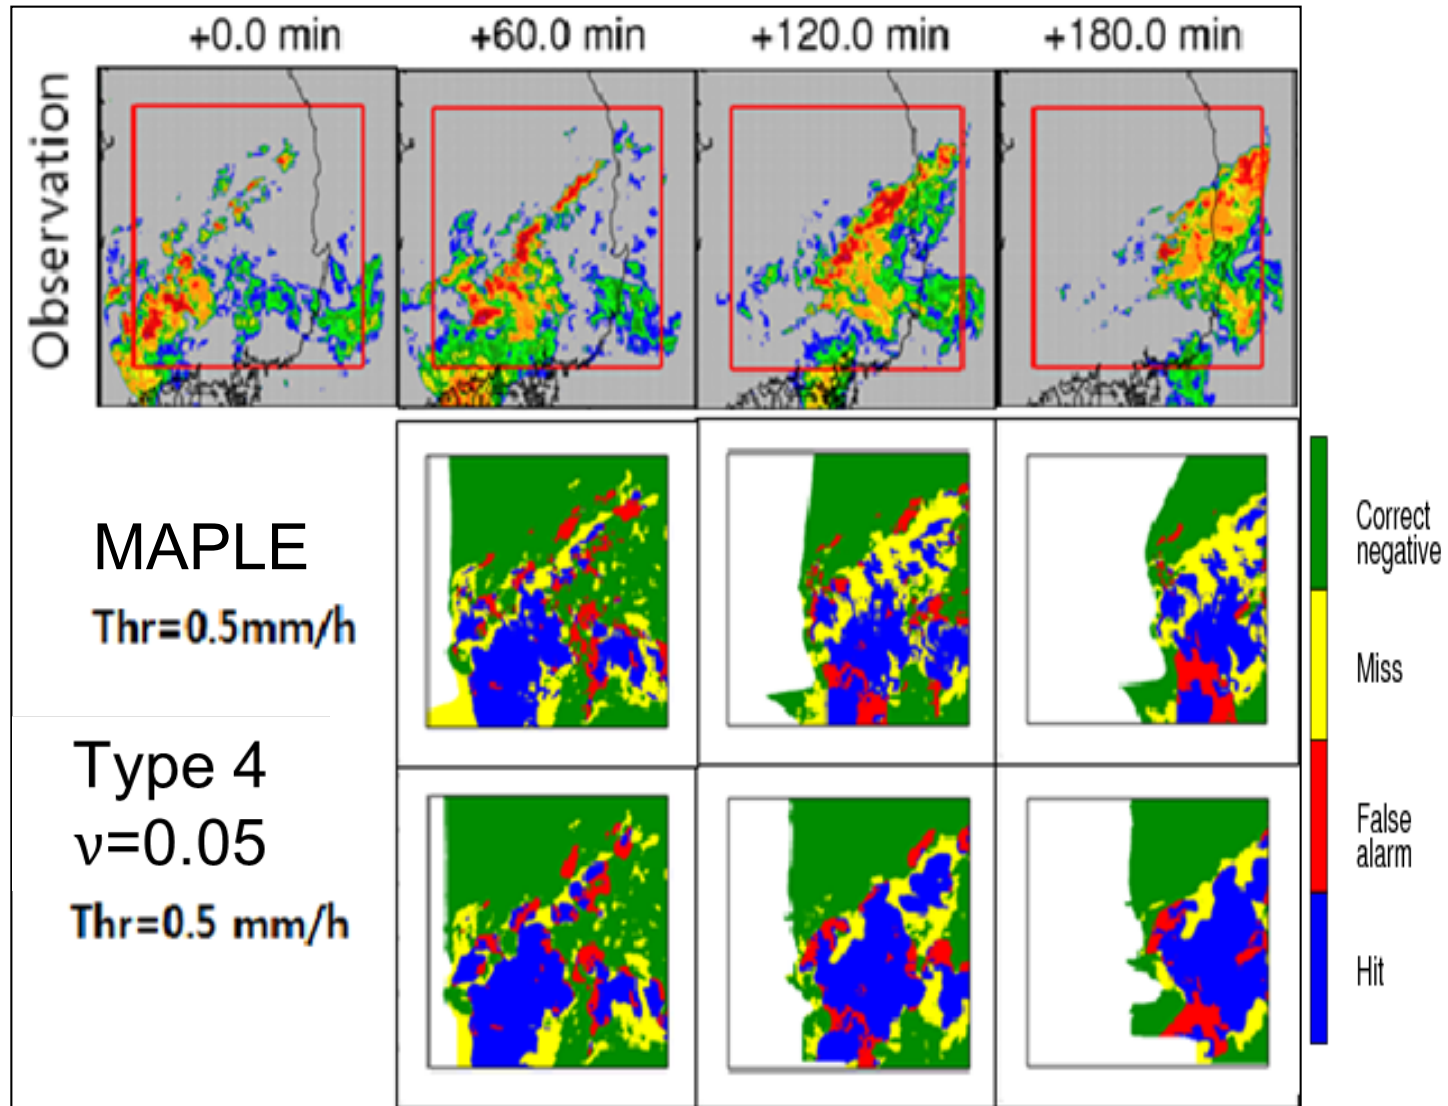 +0.0 min
+60.0 min
+120.0 min
+180.0 min
Observation
MAPLE
Thr=0.5mm/h
Type 4
ν=0.05
Thr=0.5 mm/h
Correct
negative
Miss
False
alarm
Hit